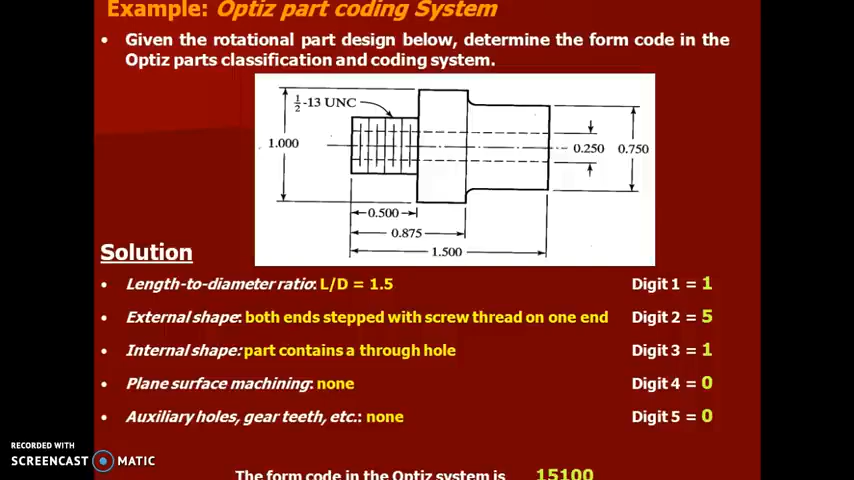 Example: Optiz part coding System
• Given the rotational part design below, determine the form code in the
Optiz parts classification and coding system.
1/2-13 UNC
1.000
0.250
0.750
0.500
0.875
1.500
Solution
• Length-to-diameter ratio: L/D = 1.5 Digit 1 = 1
• External shape: both ends stepped with screw thread on one end Digit 2 = 5
• Internal shape: part contains a through hole Digit 3 = 1
• Plane surface machining: none Digit 4 = 0
• Auxiliary holes, gear teeth, etc.: none Digit 5 = 0
RECORDED WITH
SCREENCAST MATIC
The form code in the Optiz system is 15100